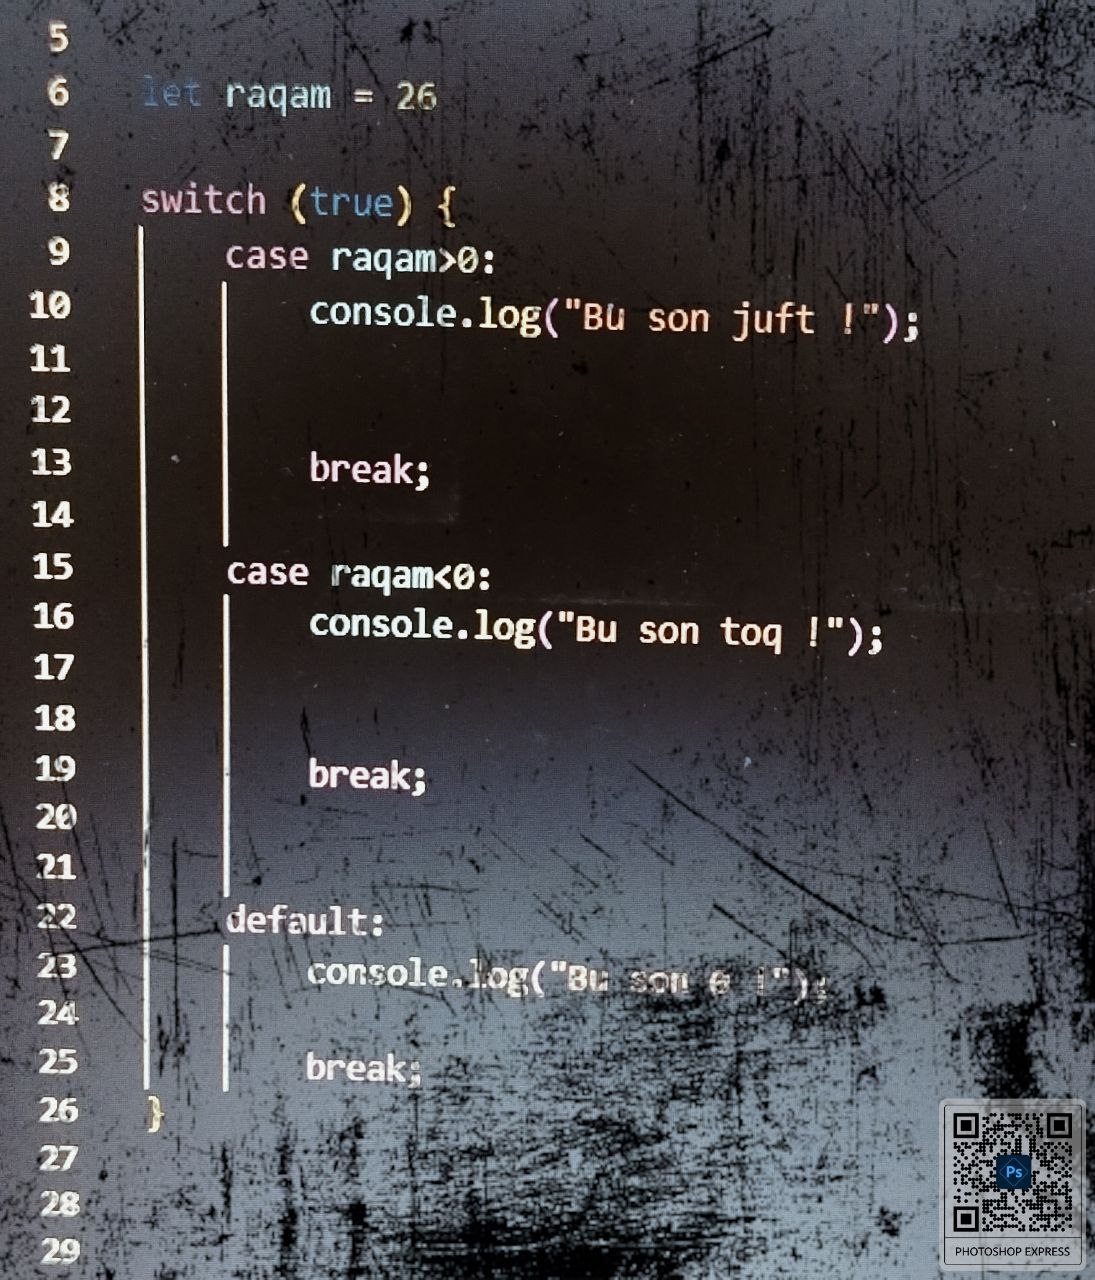 5
6 let raqam = 26
7
8 switch (true) {
9 case raqam>0:
10 console.log("Bu son juft !");
11
12
13 break;
14
15 case raqam<0:
16 console.log("Bu son toq !");
17
18
19 break;
20
21
22 default:
23 console.log("Bu son 0 !");
24
25 break;
26 }
27
28
29
Ps
PHOTOSHOP EXPRESS